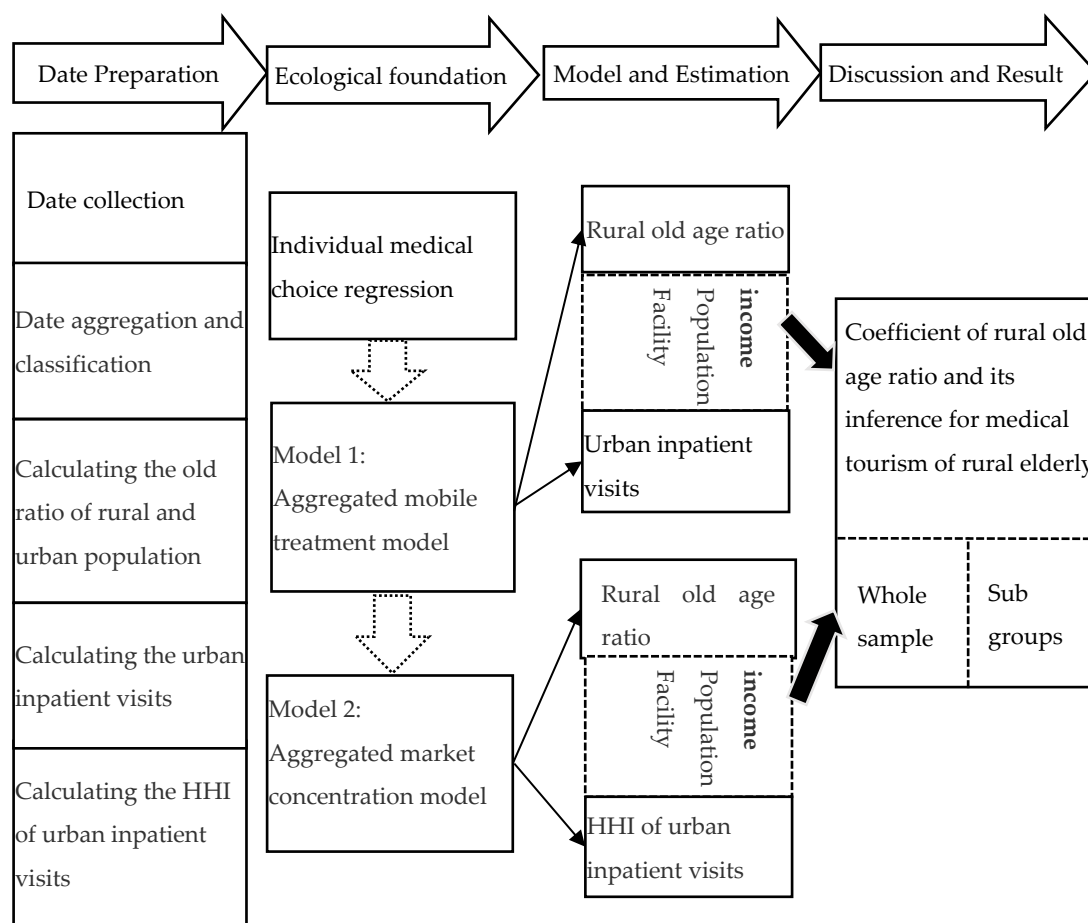 Date Preparation
Ecological foundation
Model and Estimation
Discussion and Result
Date collection
Date aggregation and
classification
Calculating the old
ratio of rural and
urban population
Calculating the urban
inpatient visits
Calculating the HHI
of urban inpatient
visits
Individual medical
choice regression
Model 1:
Aggregated mobile
treatment model
Model 2:
Aggregated market
concentration model
Rural old age ratio
income
Population
Facility
Urban inpatient
visits
Rural old age
ratio
income
Population
Facility
HHI of urban
inpatient visits
Coefficient of rural old
age ratio and its
inference for medical
tourism of rural elderly
Whole
sample
Sub
groups